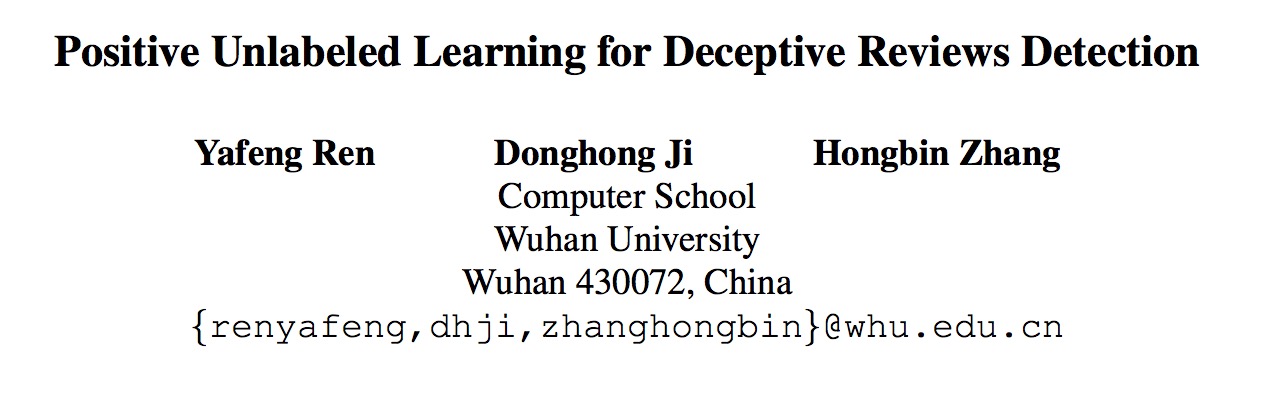 Positive Unlabeled Learning for Deceptive Reviews Detection
Yafeng Ren Donghong Ji Hongbin Zhang
Computer School
Wuhan University
Wuhan 430072, China
{renyafeng,dhji,zhanghongbin}@whu.edu.cn